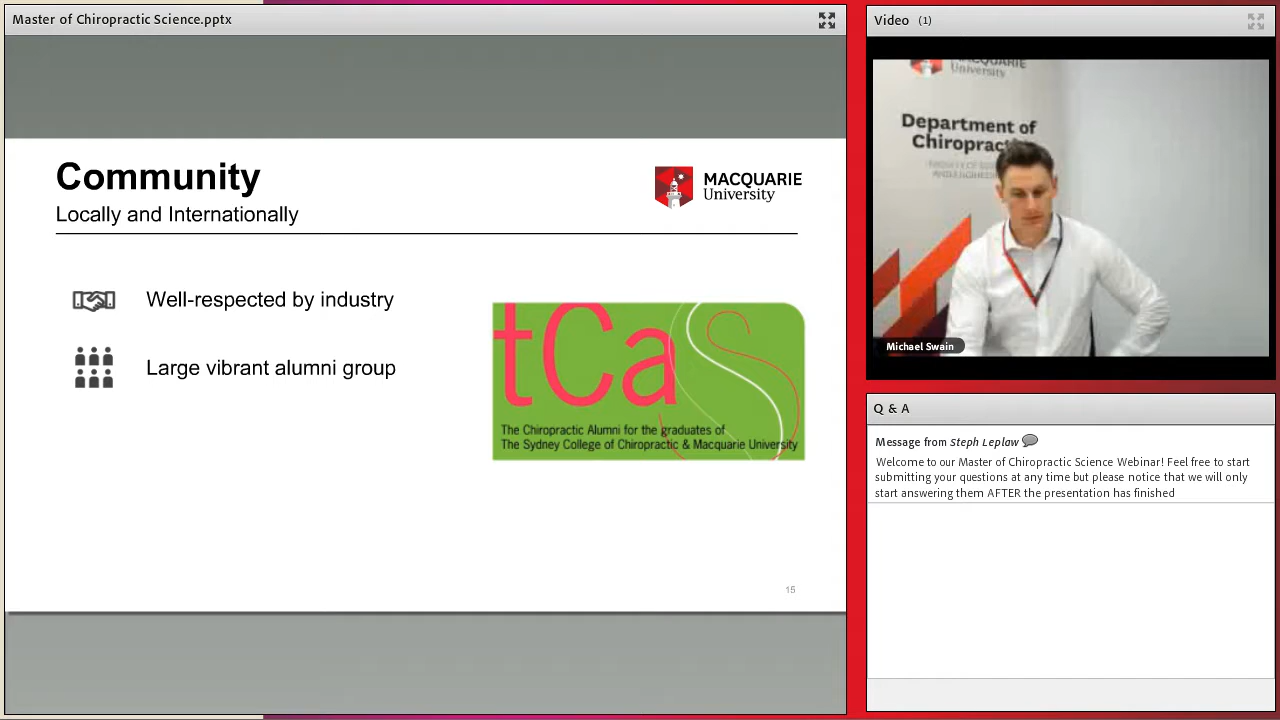 Master of Chiropractic Science.pptx
Community
Locally and Internationally
MACQUARIE
University
Well-respected by industry
Large vibrant alumni group
tCaS
The Chiropractic Alumni for the graduates of
The Sydney College of Chiropractic & Macquarie University
15
Video (1)
MACQUARIE
University
Department of
Chiropractic
Michael Swain
Q & A
Message from Steph Leplaw
Welcome to our Master of Chiropractic Science Webinar! Feel free to start
submitting your questions at any time but please notice that we will only
start answering them AFTER the presentation has finished